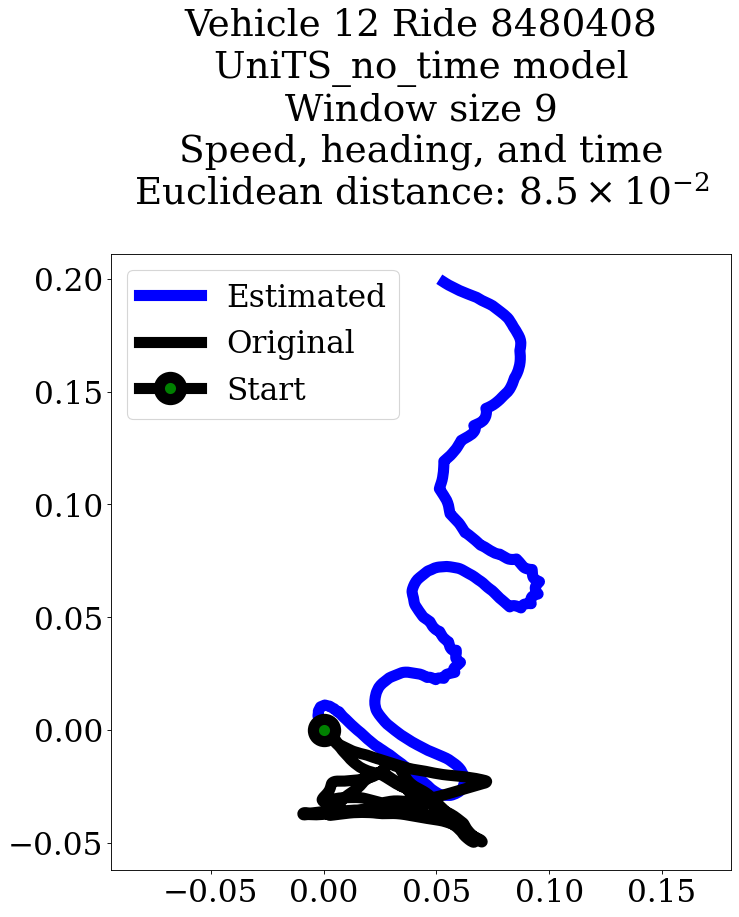 Vehicle 12 Ride 8480408
UniTS_no_time model
Window size 9
Speed, heading, and time
Euclidean distance: $8.5 \times 10^{-2}$
Estimated
Original
Start
0.20
0.15
0.10
0.05
0.00
−0.05
−0.05 0.00 0.05 0.10 0.15